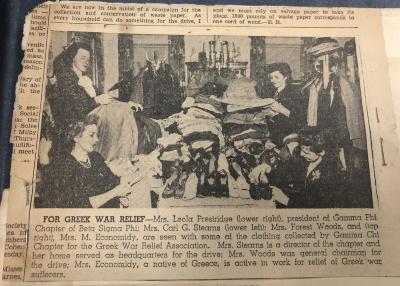 We are now in the midst of a campaign for the
collection and conservation of waste paper. As
every household can do something for the drive, I
and we must rely on salvage paper to take its
place, 1500 pounds of waste paper corresponds to
one cord of wood.—E. R.
FOR GREEK WAR RELIEF—Mrs. Leola Prestridge (lower right), president of Gamma Phi
Chapter of Beta Sigma Phi; Mrs. Carl G. Stearns (lower left); Mrs. Forest Woods, and (top
right), Mrs. M. Economidy, are seen with some of the clothing collected by Gamma Chi
Chapter for the Greek War Relief Association. Mrs. Stearns is a director of the chapter and
her home served as headquarters for the drive; Mrs. Woods was general chairman for
the drive; Mrs. Economidy, a native of Greece, is active in work for relief of Greek war
sufferers.